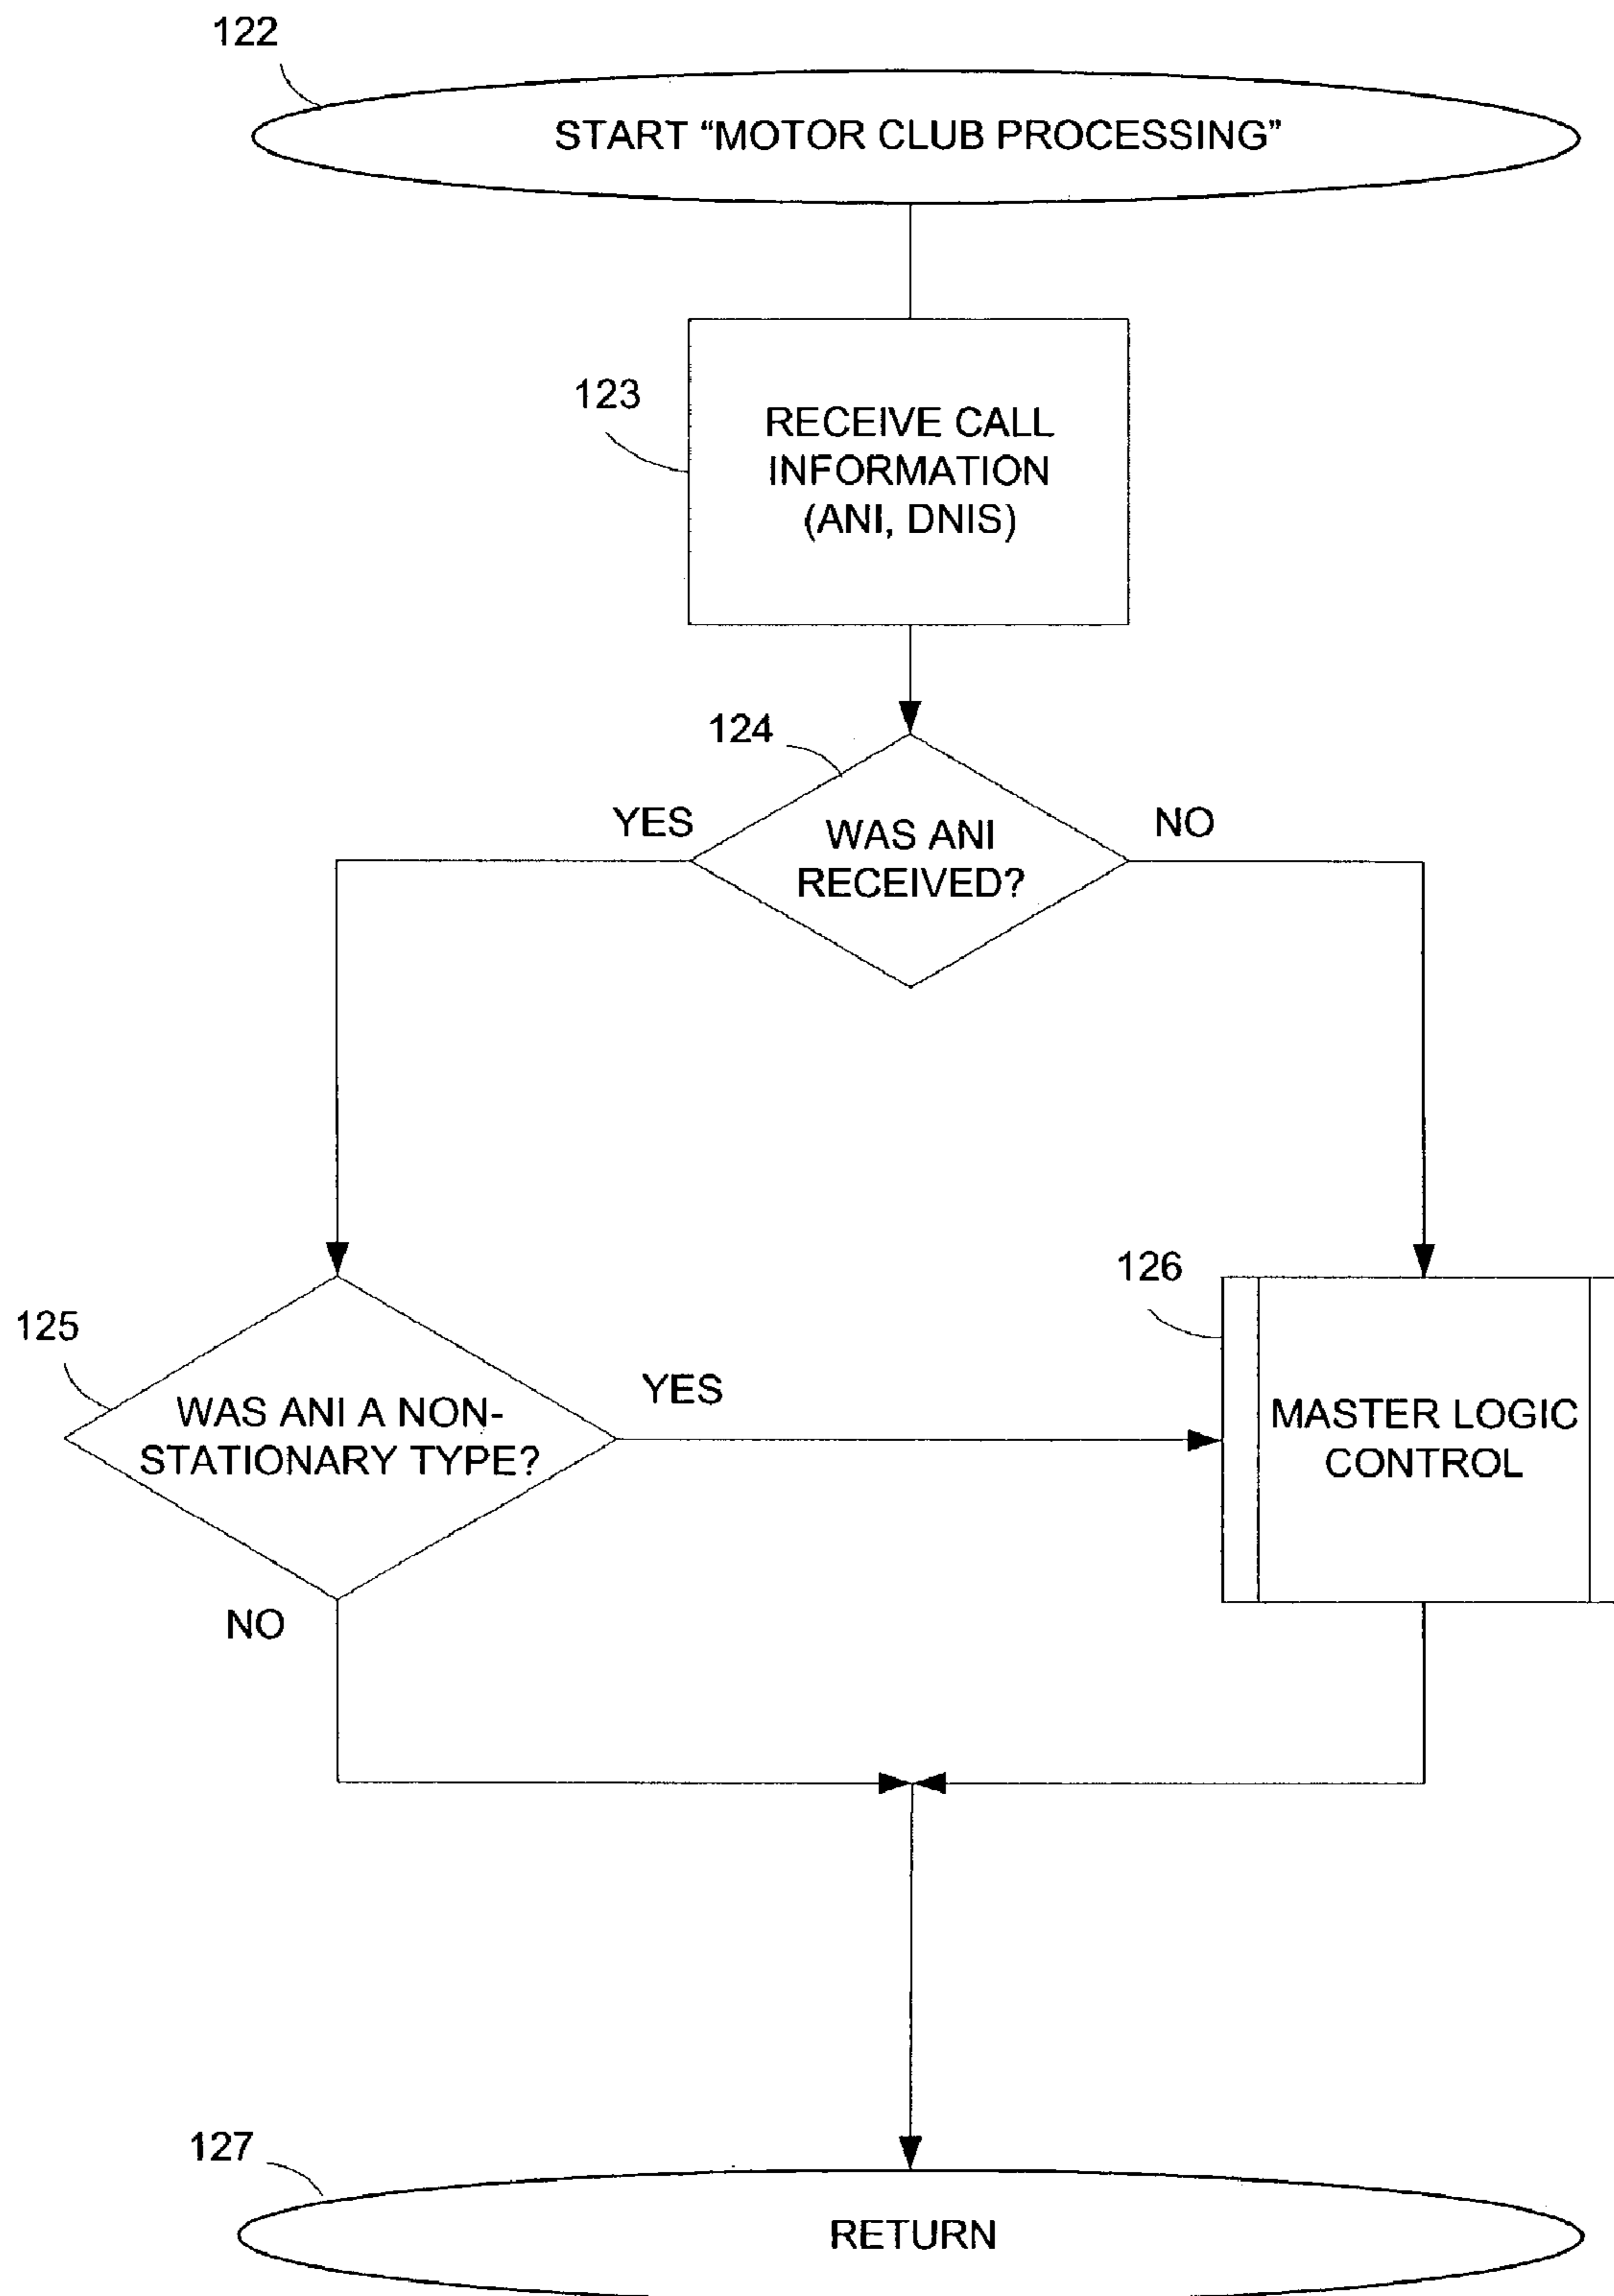 122
START “MOTOR CLUB PROCESSING”
123
RECEIVE CALL
INFORMATION
(ANI, DNIS)
124
YES
NO
WAS ANI
RECEIVED?
125
126
WAS ANI A NON-
STATIONARY TYPE?
YES
MASTER LOGIC
CONTROL
NO
127
RETURN